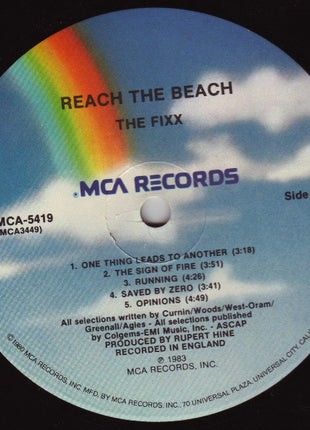 REACH THE BEACH
THE FIXX
MCA RECORDS
MCA-5419
(MCA3449)
Side
1. ONE THING LEADS TO ANOTHER (3:18)
2. THE SIGN OF FIRE (3:51)
3. RUNNING (4:26)
4. SAVED BY ZERO (3:41)
5. OPINIONS (4:49)
All selections written by Curnin/Woods/West-Oram/
Greenall/Agies - All selections published
by Colgems-EMI Music, Inc. - ASCAP
PRODUCED BY RUPERT HINE
RECORDED IN ENGLAND
℗ 1983
MCA RECORDS, INC.
© 1980 MCA RECORDS, INC. MFD. BY MCA RECORDS, INC. 70 UNIVERSAL PLAZA, UNIVERSAL CITY, CAL